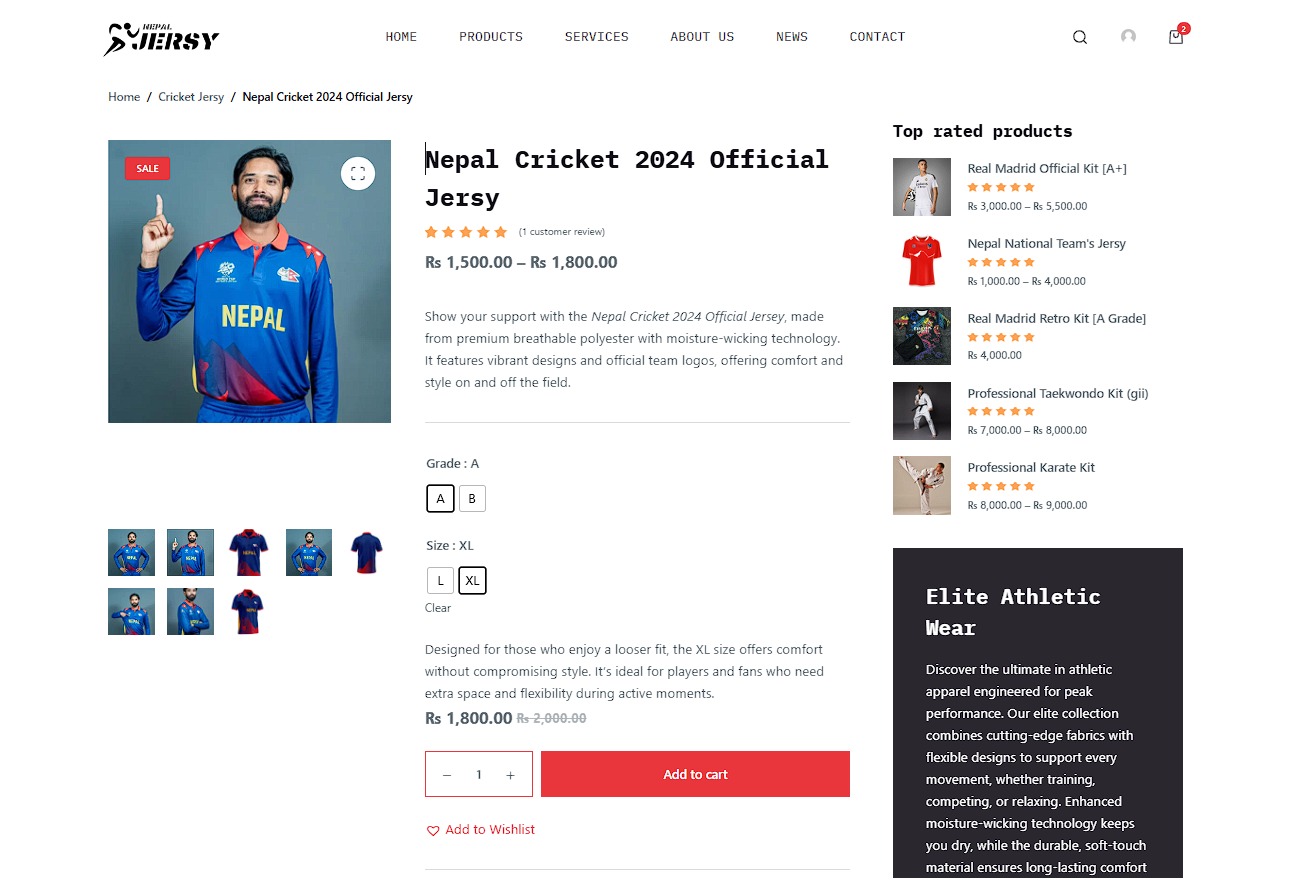 NEPAL
JERSY
HOME
PRODUCTS
SERVICES
ABOUT US
NEWS
CONTACT
2
Home / Cricket Jersy / Nepal Cricket 2024 Official Jersy
SALE
NEPAL
Nepal Cricket 2024 Official
Jersy
(1 customer review)
₨ 1,500.00 – ₨ 1,800.00
Show your support with the Nepal Cricket 2024 Official Jersey, made
from premium breathable polyester with moisture-wicking technology.
It features vibrant designs and official team logos, offering comfort and
style on and off the field.
Grade : A
A
B
Size : XL
L
XL
Clear
Designed for those who enjoy a looser fit, the XL size offers comfort
without compromising style. It's ideal for players and fans who need
extra space and flexibility during active moments.
₨ 1,800.00 ₨ 2,000.00
− 1 +
Add to cart
Add to Wishlist
Top rated products
Real Madrid Official Kit [A+]
₨ 3,000.00 – ₨ 5,500.00
Nepal National Team's Jersy
₨ 1,000.00 – ₨ 4,000.00
Real Madrid Retro Kit [A Grade]
₨ 4,000.00
Professional Taekwondo Kit (gii)
₨ 7,000.00 – ₨ 8,000.00
Professional Karate Kit
₨ 8,000.00 – ₨ 9,000.00
Elite Athletic
Wear
Discover the ultimate in athletic
apparel engineered for peak
performance. Our elite collection
combines cutting-edge fabrics with
flexible designs to support every
movement, whether training,
competing, or relaxing. Enhanced
moisture-wicking technology keeps
you dry, while the durable, soft-touch
material ensures long-lasting comfort